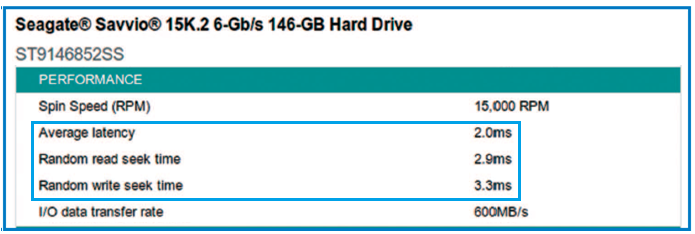 Seagate® Savvio® 15K.2 6-Gb/s 146-GB Hard Drive
ST9146852SS
PERFORMANCE
Spin Speed (RPM) 15,000 RPM
Average latency 2.0ms
Random read seek time 2.9ms
Random write seek time 3.3ms
I/O data transfer rate 600MB/s